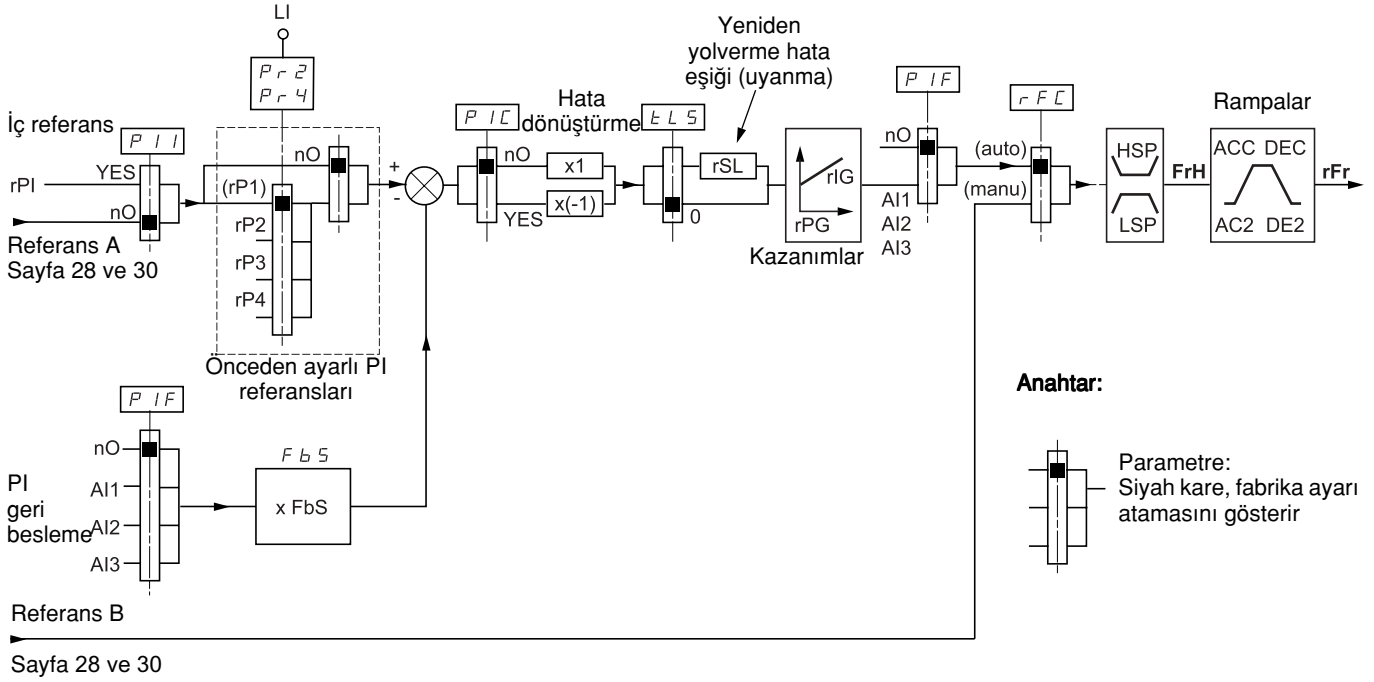 LI
Pr2
Pr4
Yeniden
yolverme hata
eşiği (uyanma)
İç referans
PII
Hata
dönüştürme
PIC
tLS
PIF
rFC
Rampalar
rPI
YES
nO
Referans A
Sayfa 28 ve 30
nO
(rP1)
rP2
rP3
rP4
Önceden ayarlı PI
referansları
+
-
nO
x1
YES
x(-1)
rSL
0
rIG
rPG
Kazanımlar
nO
AI1
AI2
AI3
(auto)
(manu)
HSP
LSP
FrH
ACC DEC
AC2 DE2
rFr
PIF
nO
AI1
AI2
AI3
PI
geri
besleme
FbS
x FbS
Anahtar:
Parametre:
Siyah kare, fabrika ayarı
atamasını gösterir
Referans B
Sayfa 28 ve 30